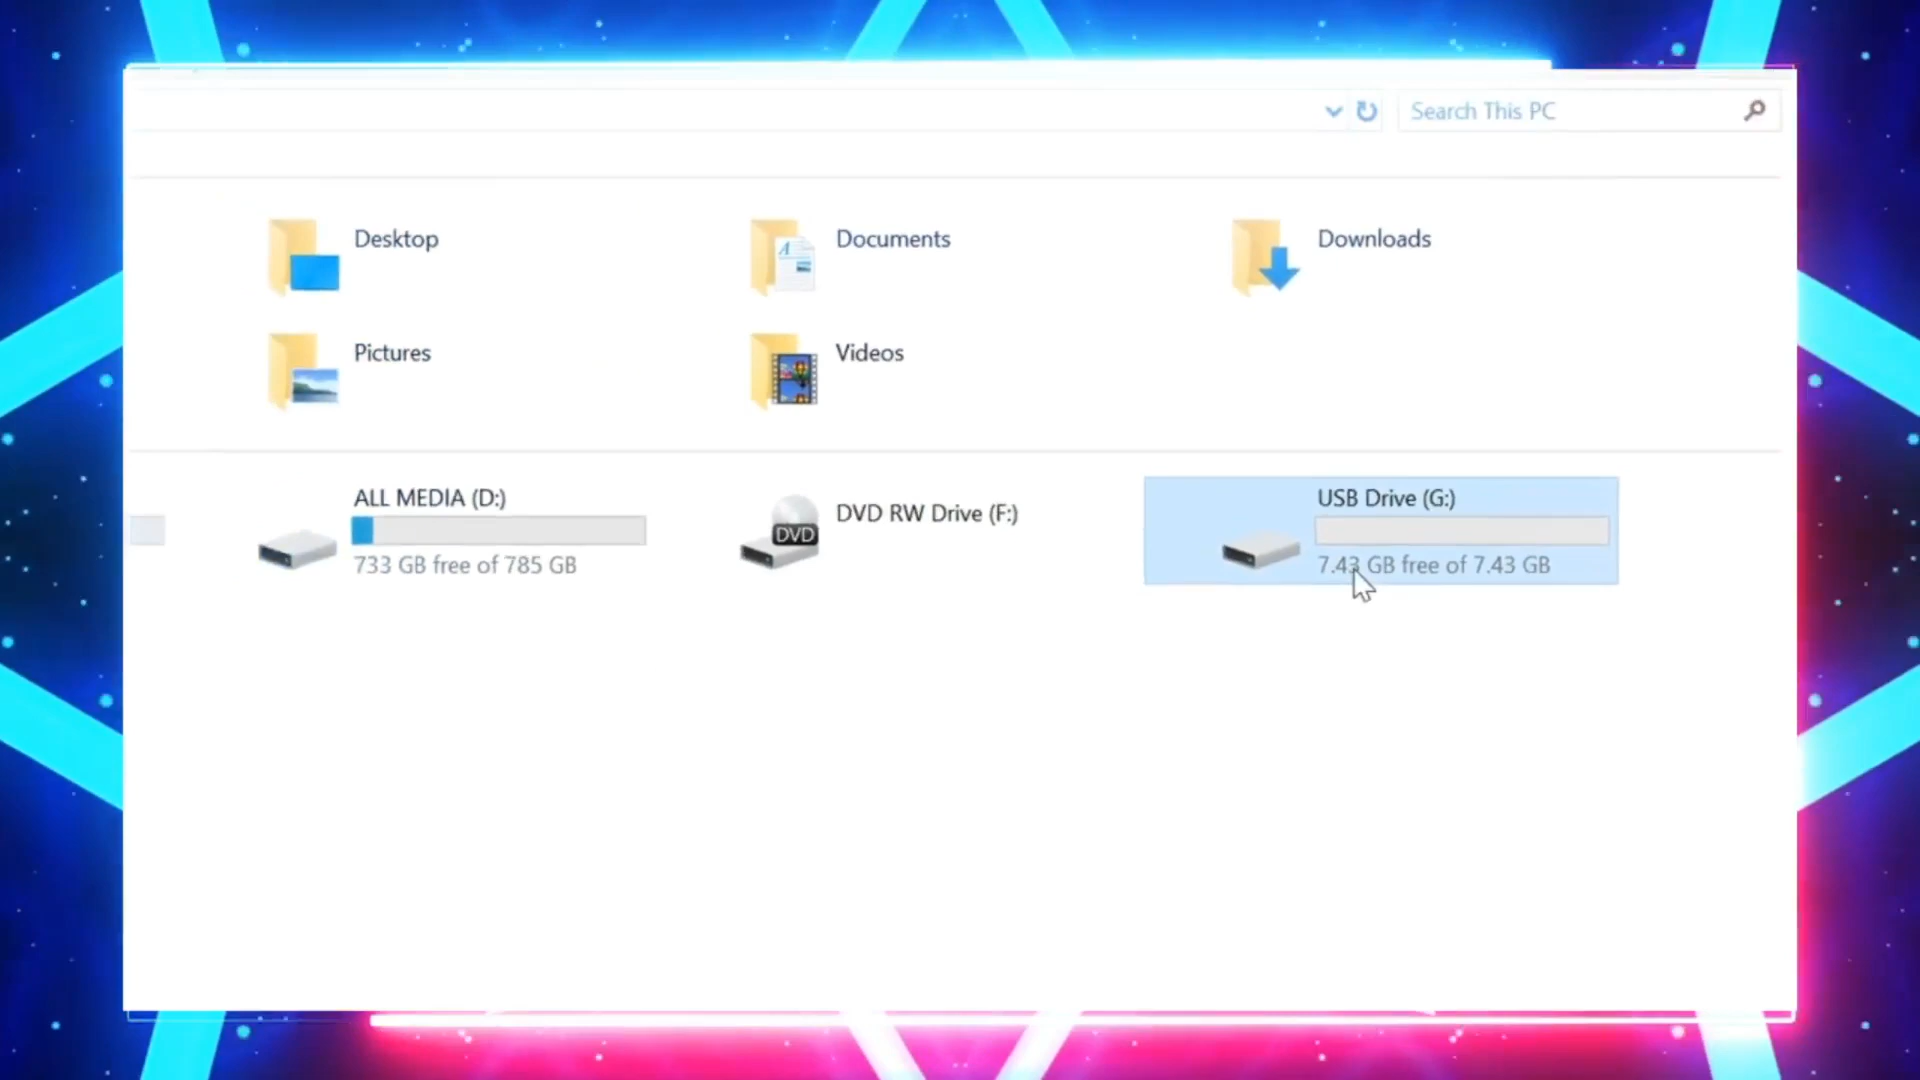 Search This PC
Desktop
Documents
Downloads
Pictures
Videos
ALL MEDIA (D:)
733 GB free of 785 GB
DVD
DVD RW Drive (F:)
USB Drive (G:)
7.43 GB free of 7.43 GB